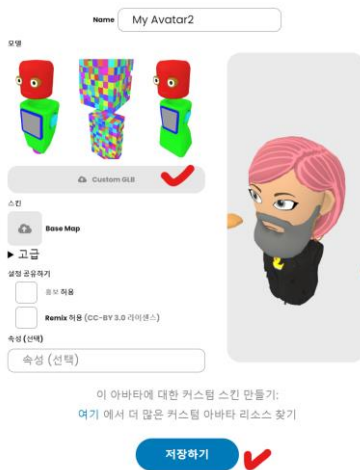 Name My Avatar2
모델
Custom GLB
스킨
Base Map
▶ 고급
설정 공유하기
홍보 허용
Remix 허용 (CC-BY 3.0 라이센스)
속성 (선택)
속성 (선택)
이 아바타에 대한 커스텀 스킨 만들기:
여기 에서 더 많은 커스텀 아바타 리소스 찾기
저장하기